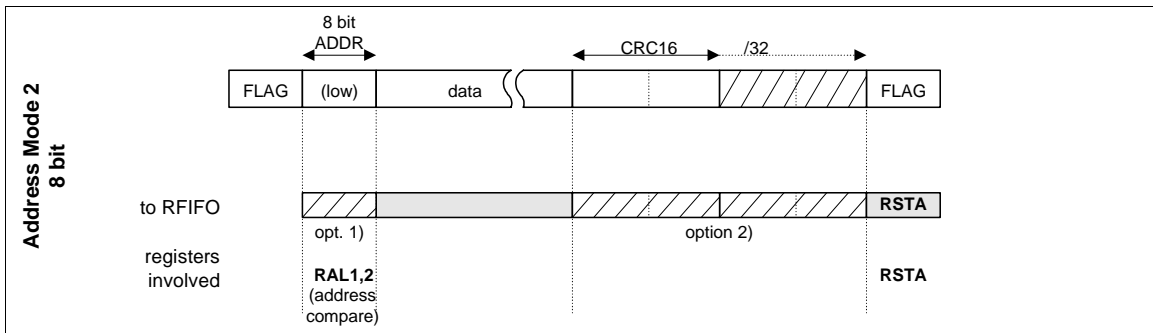 Address Mode 2
8 bit
8 bit
ADDR
CRC16 /32
FLAG (low) data FLAG
to RFIFO RSTA
opt. 1) option 2)
registers
involved
RAL1,2 RSTA
(address
compare)